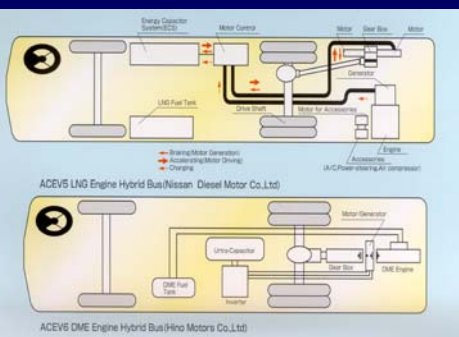 Energy Capacitor
System(ECS)
Motor Control
Motor
Gear Box
Motor
Generator
LNG Fuel Tank
Drive Shaft
Motor for Accessories
Engine
Accessories
(A/C,Power-steering,Air compressor)
Braking(Motor Generation)
Accelerating(Motor Driving)
Charging
ACEV5 LNG Engine Hybrid Bus(Nissan Diesel Motor Co.,Ltd)
Motor/Generator
Urtra-Capacitor
Gear Box
DME Engine
DME Fuel
Tank
Inverter
ACEV6 DME Engine Hybrid Bus(Hino Motors Co.,Ltd)